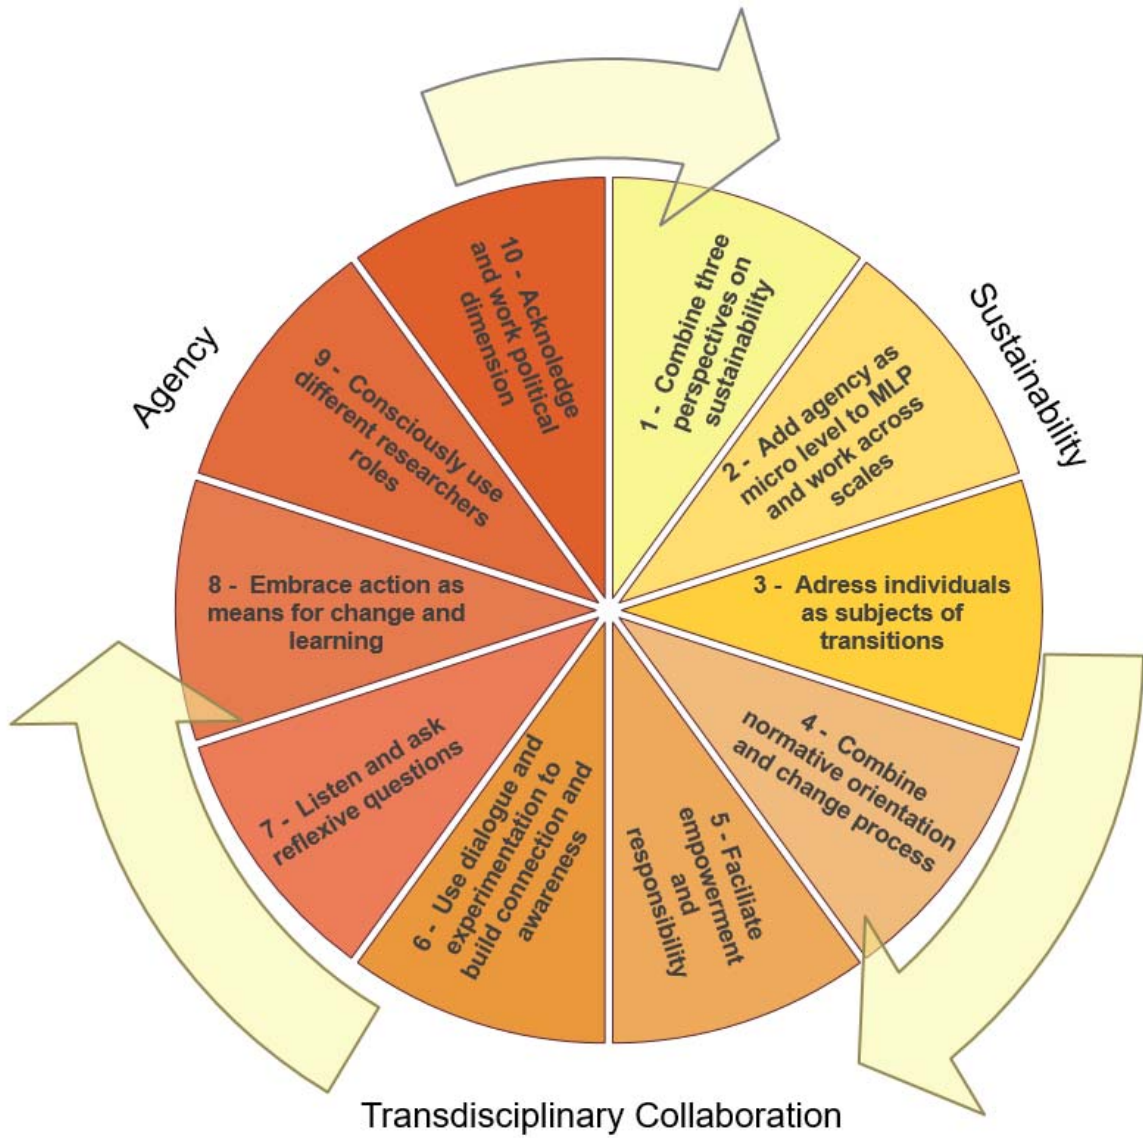 1 - Combine three
perspectives on
sustainability
2 - Add agency as
micro level to MLP
and work across
scales
3 - Adress individuals
as subjects of
transitions
4 - Combine
normative orientation
and change process
5 - Faciliate
empowerment
and
responsibility
6 - Use dialogue and
experimentation to
build connection and
awareness
7 - Listen and ask
reflexive questions
8 - Embrace action as
means for change and
learning
9 - Consciously use
different researchers
roles
10 - Acknoledge
and work political
dimension
Sustainability
Transdisciplinary Collaboration
Agency